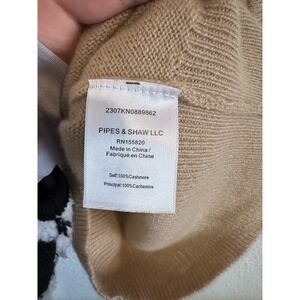 2307KN0889862
PIPES & SHAW LLC
RN155820
Made in China /
Fabriqué en Chine
Self:100%Cashmere
Principal:100%Cachemire